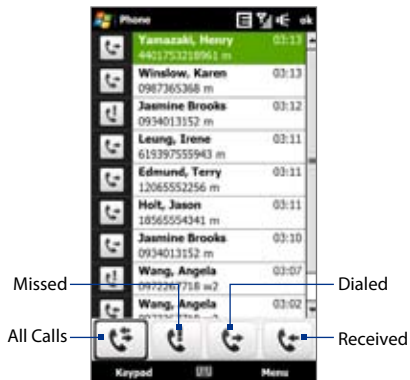 Phone ok
Yamazaki, Henry 03:13
4401753218961 m
Winslow, Karen 03:13
0987365368 m
Jasmine Brooks 03:12
0934013152 m
Leung, Irene 03:11
619397555943 m
Edmund, Terry 03:11
12065552256 m
Holt, Jason 03:11
18565554341 m
Jasmine Brooks 03:10
0934013152 m
Wang, Angela 03:07
0972267718 w2
Wang, Angela 03:02
Missed
Dialed
All Calls
Received
Keypad Menu